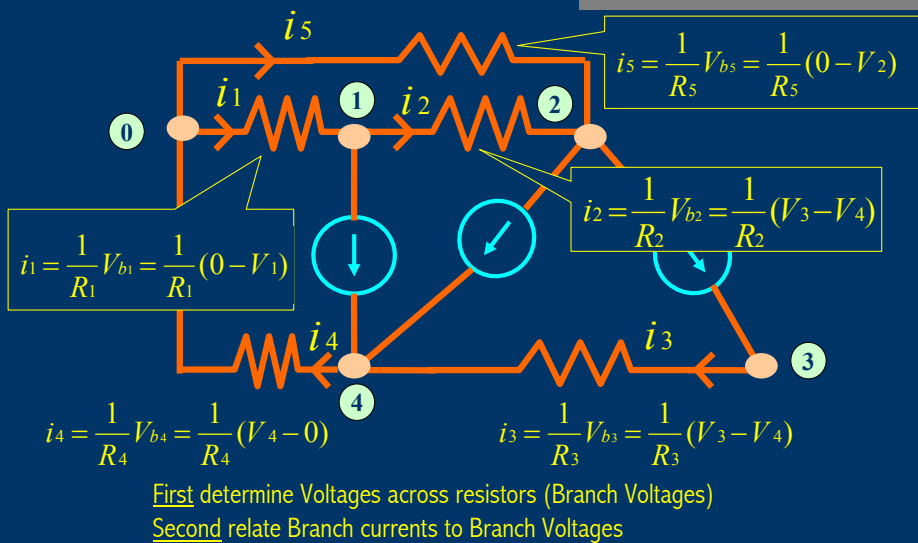 i5
i5 = 1/R5 Vb5 = 1/R5 (0 – V2)
i1
1
i2
2
0
i2 = 1/R2 Vb2 = 1/R2 (V3 – V4)
i1 = 1/R1 Vb1 = 1/R1 (0 – V1)
i4
i3
3
4
i4 = 1/R4 Vb4 = 1/R4 (V4 – 0)
i3 = 1/R3 Vb3 = 1/R3 (V3 – V4)
First determine Voltages across resistors (Branch Voltages)
Second relate Branch currents to Branch Voltages